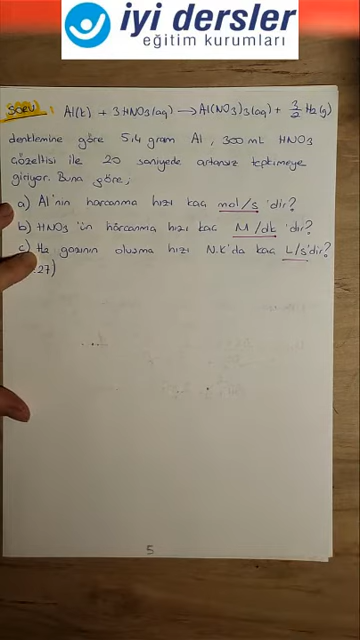 iyi dersler
eğitim kurumları
Soru: Al(k) + 3HNO3(aq) → Al(NO3)3(aq) + 3/2 H2(g)
denklemine göre 5,4 gram Al, 300 mL HNO3
çözeltisi ile 20 saniyede artansız tepkimeye
giriyor. Buna göre;
a) Al'nin harcanma hızı kaç mol/s 'dir?
b) HNO3 'ün harcanma hızı kaç M/dk 'dir?
c) H2 gazının oluşma hızı N.K'da kaç L/s'dir?
27)
5